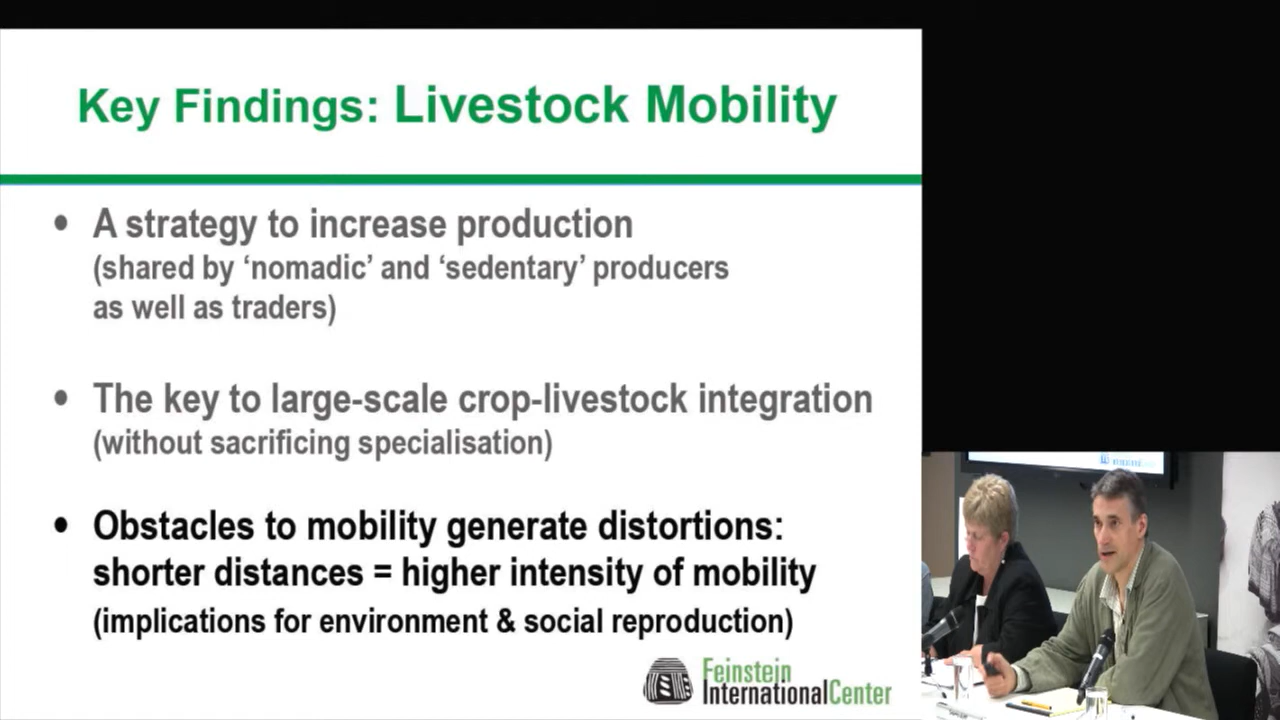 Key Findings: Livestock Mobility
• A strategy to increase production
(shared by ‘nomadic’ and ‘sedentary’ producers
as well as traders)
• The key to large-scale crop-livestock integration
(without sacrificing specialisation)
• Obstacles to mobility generate distortions:
shorter distances = higher intensity of mobility
(implications for environment & social reproduction)
Feinstein
InternationalCenter